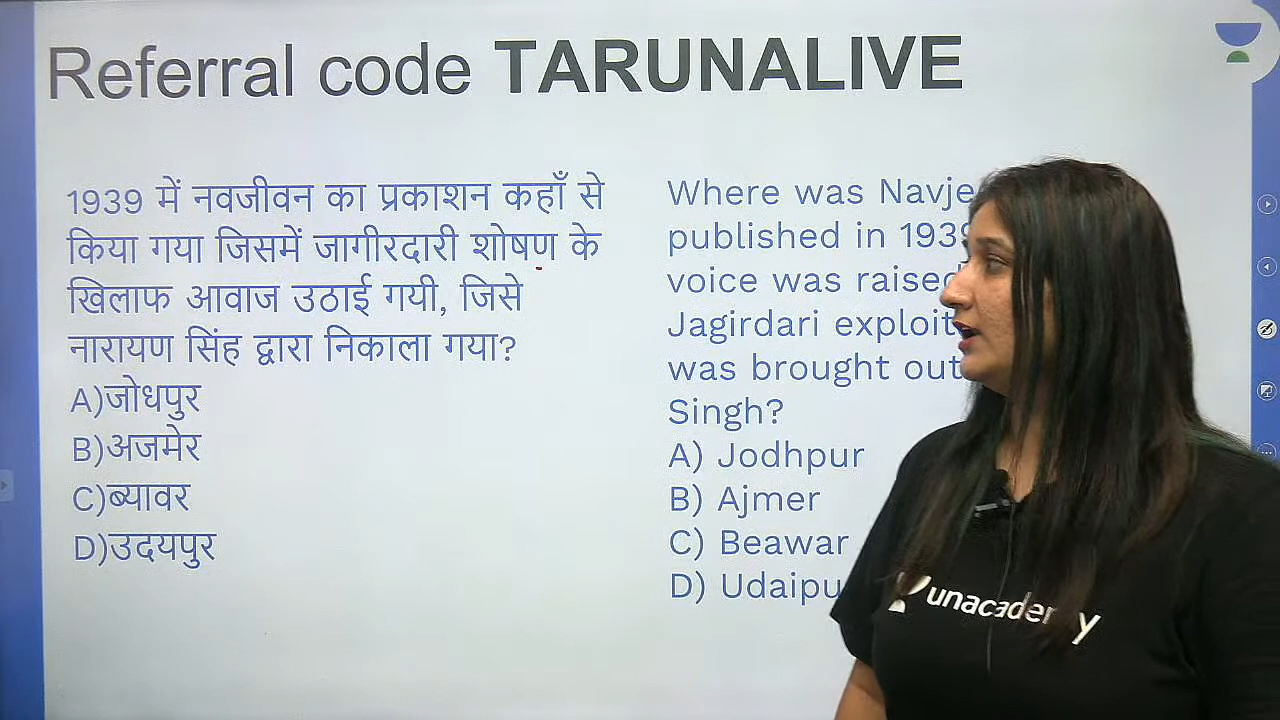 Referral code TARUNALIVE
1939 में नवजीवन का प्रकाशन कहाँ से
किया गया जिसमें जागीरदारी शोषण के
खिलाफ आवाज उठाई गयी, जिसे
नारायण सिंह द्वारा निकाला गया?
A)जोधपुर
B)अजमेर
C)ब्यावर
D)उदयपुर
Where was Navje
published in 193
voice was raised
Jagirdari exploit
was brought out
Singh?
A) Jodhpur
B) Ajmer
C) Beawar
D) Udaipu
unacademy